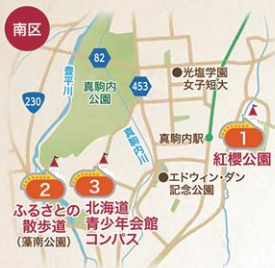 南区
豊平川
82
真駒内
公園
453
光塩学園
女子短大
230
真駒内川
真駒内駅
1
紅櫻公園
2
ふるさとの
散歩道
(藻南公園)
3
北海道
青少年会館
コンパス
エドウィン・ダン
記念公園